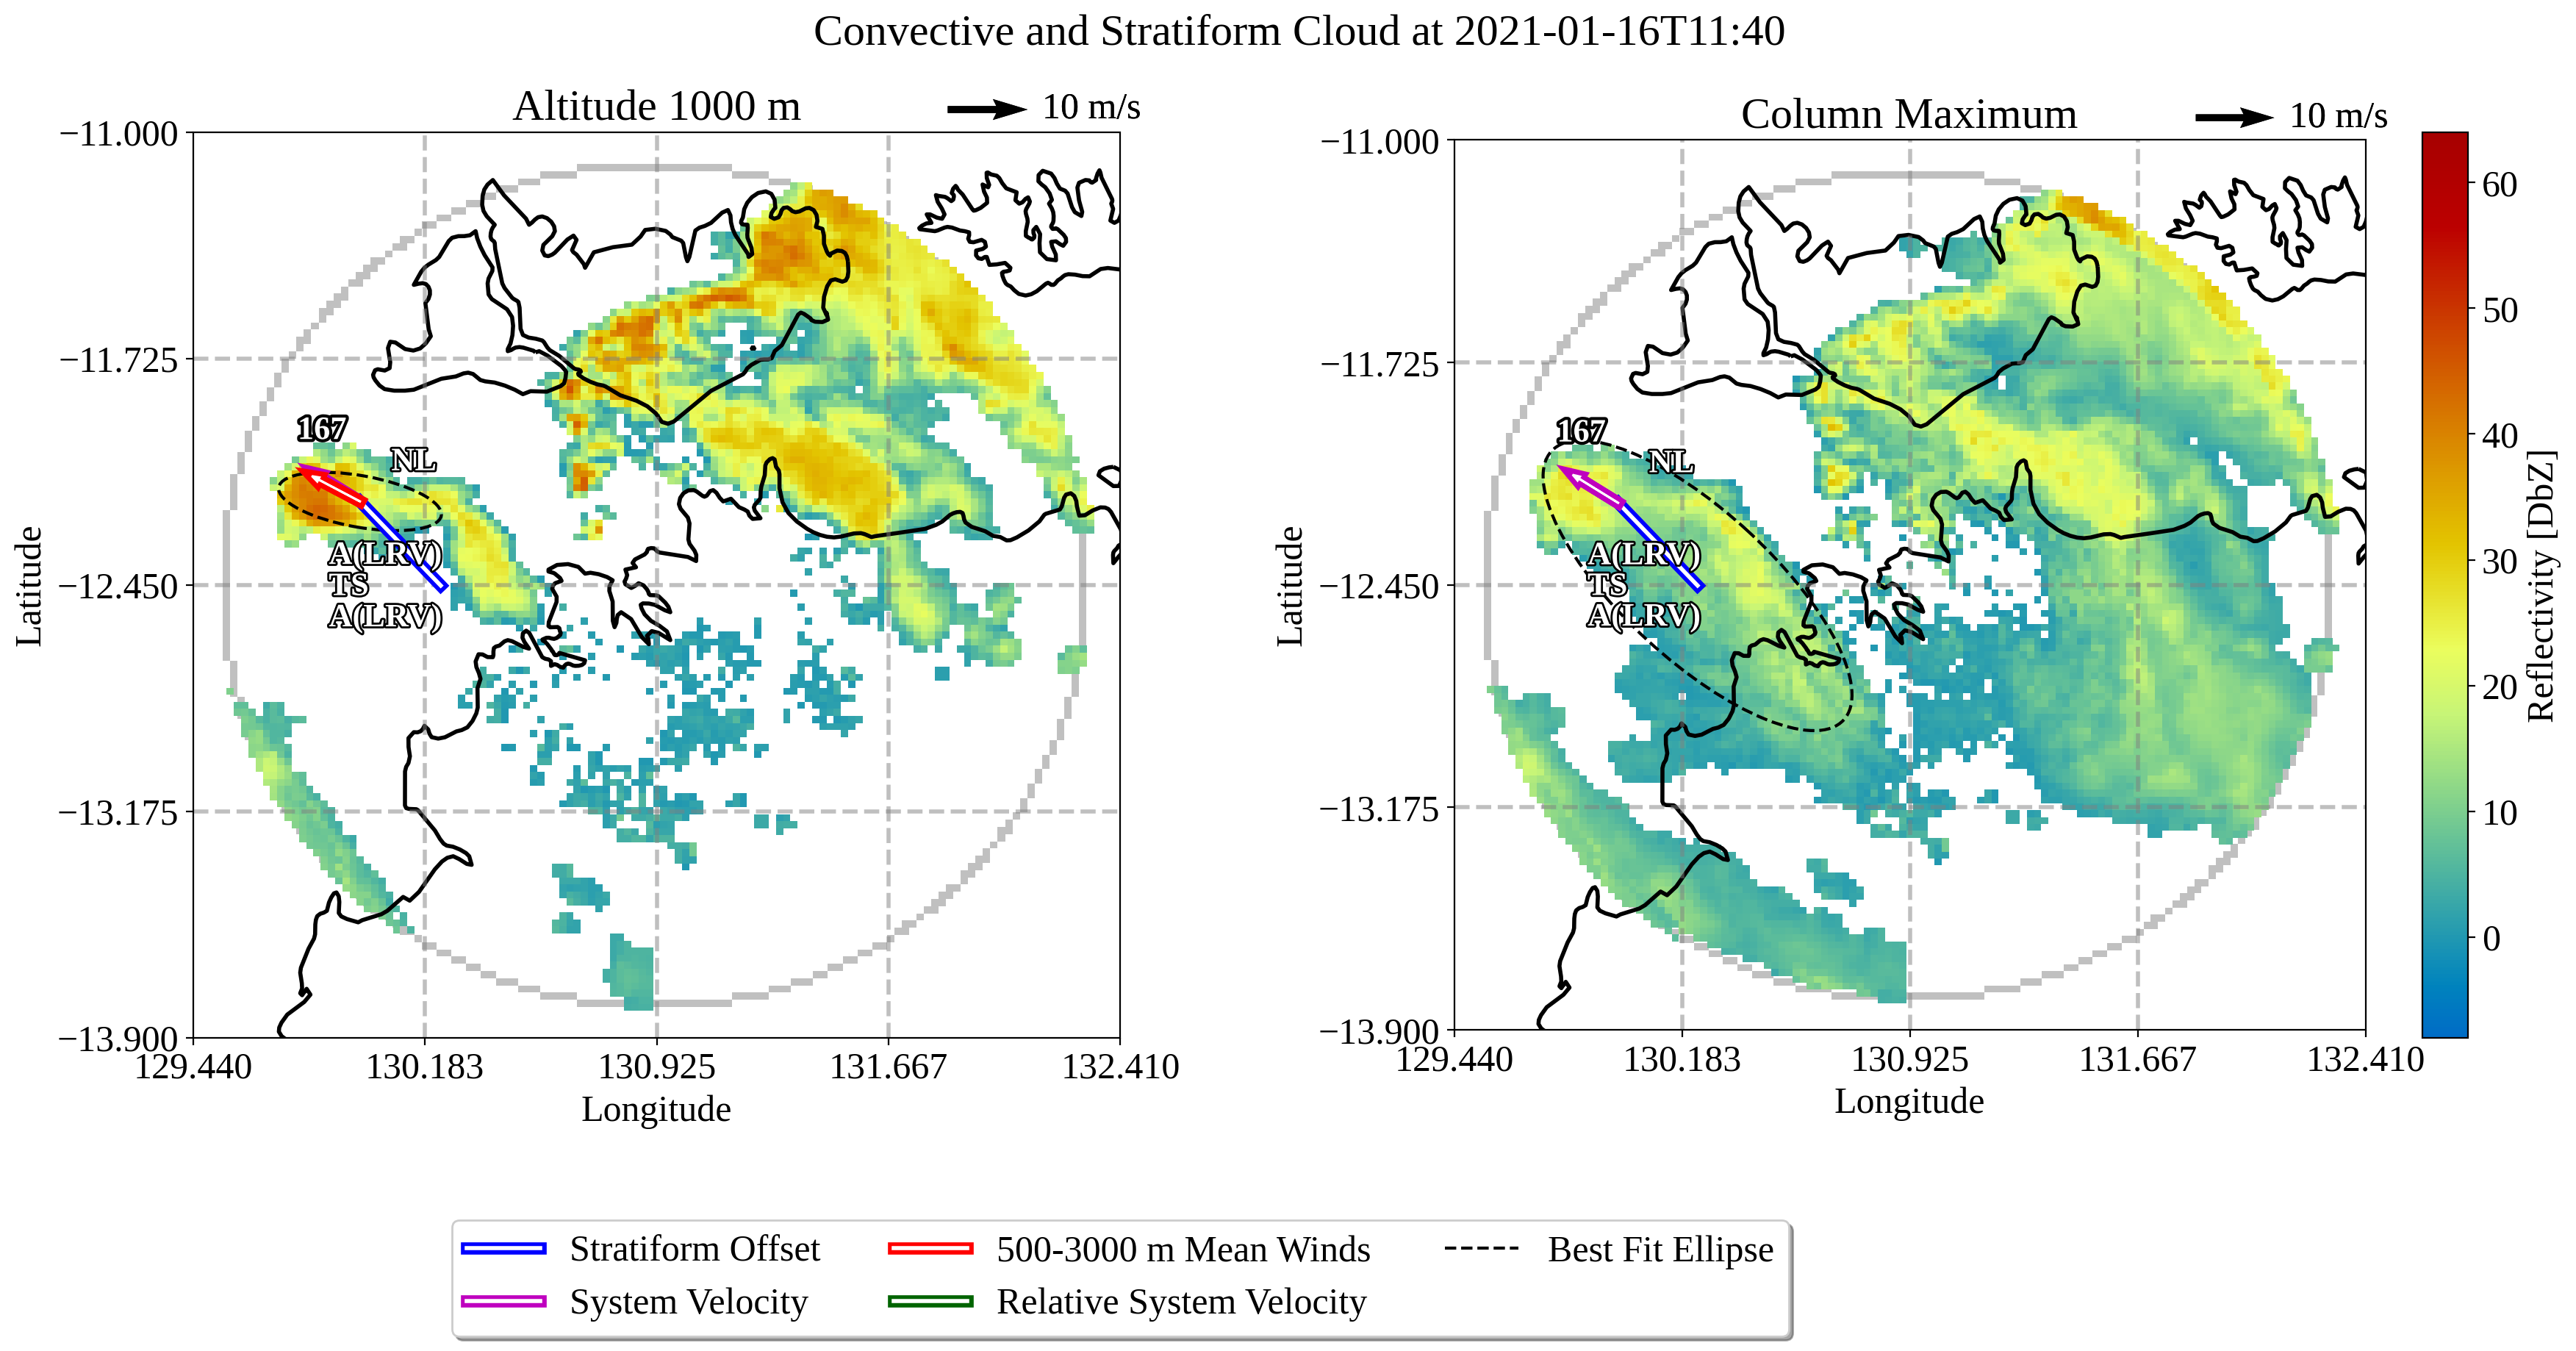 Convective and Stratiform Cloud at 2021-01-16T11:40
Altitude 1000 m
10 m/s
−11.000
−11.725
−12.450
−13.175
−13.900
Latitude
129.440
130.183
130.925
131.667
132.410
Longitude
167
NL
A(LRV)
TS
A(LRV)
Column Maximum
10 m/s
−11.000
−11.725
−12.450
−13.175
−13.900
Latitude
129.440
130.183
130.925
131.667
132.410
Longitude
167
NL
A(LRV)
TS
A(LRV)
60
50
40
30
20
10
0
Reflectivity [DbZ]
Stratiform Offset
System Velocity
500-3000 m Mean Winds
Relative System Velocity
Best Fit Ellipse